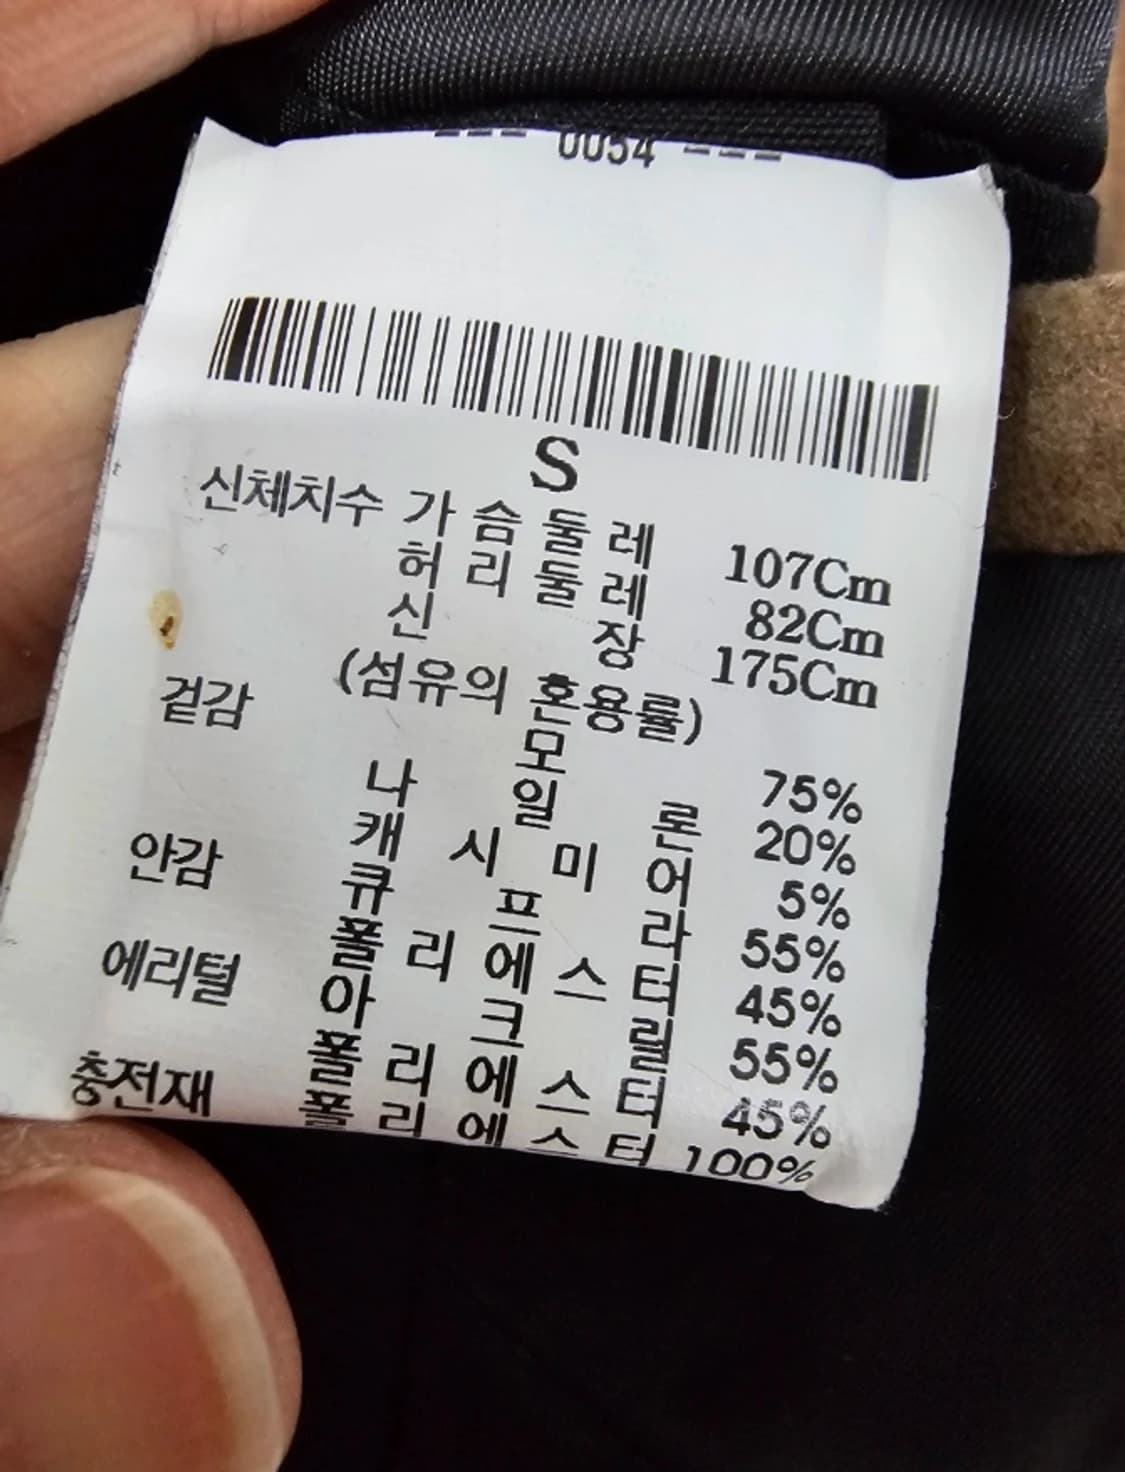 --- 0054 ---
S
신체치수 가슴둘레 107Cm
허리둘레 82Cm
신장 175Cm
(섬유의 혼용률)
겉감 모 75%
나일론 20%
캐시미어 5%
안감 큐프라 55%
폴리에스터 45%
에리털 아크릴 55%
폴리에스터 45%
충전재 폴리에스터 100%